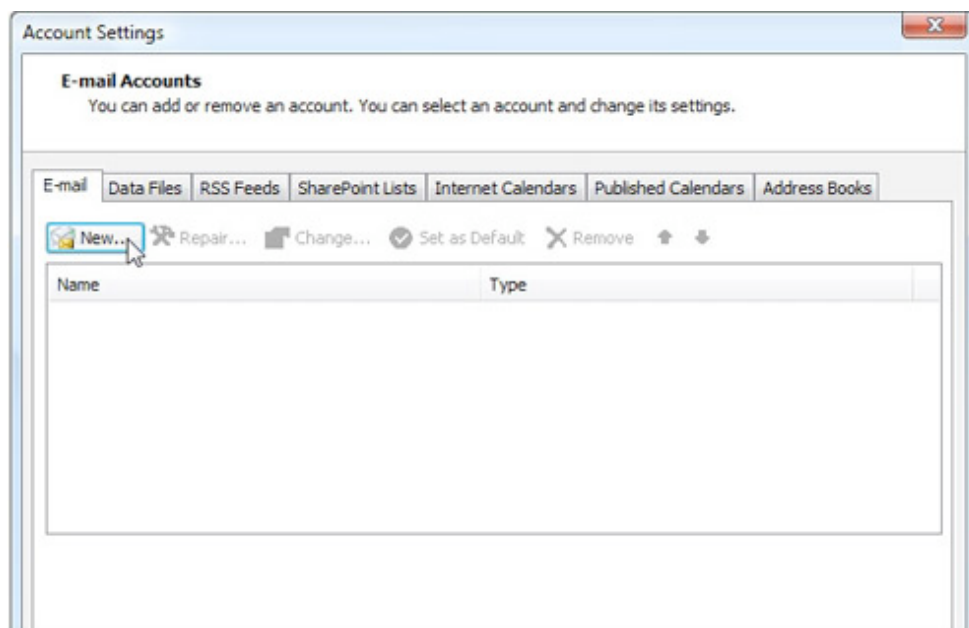 Account Settings
E-mail Accounts
You can add or remove an account. You can select an account and change its settings.
E-mail Data Files RSS Feeds SharePoint Lists Internet Calendars Published Calendars Address Books
New... Repair... Change... Set as Default Remove
Name Type